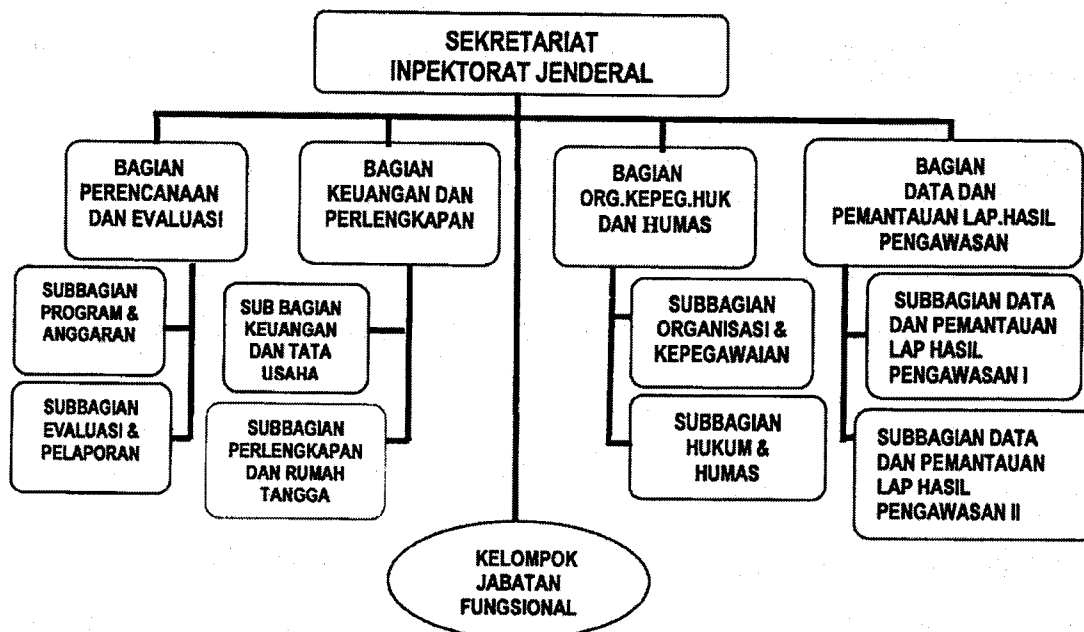 SEKRETARIAT
INPEKTORAT JENDERAL
BAGIAN
PERENCANAAN
DAN EVALUASI
BAGIAN
KEUANGAN DAN
PERLENGKAPAN
BAGIAN
ORG.KEPEG.HUK
DAN HUMAS
BAGIAN
DATA DAN
PEMANTAUAN LAP.HASIL
PENGAWASAN
SUBBAGIAN
PROGRAM &
ANGGARAN
SUB BAGIAN
KEUANGAN
DAN TATA
USAHA
SUBBAGIAN
ORGANISASI &
KEPEGAWAIAN
SUBBAGIAN DATA
DAN PEMANTAUAN
LAP HASIL
PENGAWASAN I
SUBBAGIAN
EVALUASI &
PELAPORAN
SUBBAGIAN
PERLENGKAPAN
DAN RUMAH
TANGGA
SUBBAGIAN
HUKUM &
HUMAS
SUBBAGIAN DATA
DAN PEMANTAUAN
LAP HASIL
PENGAWASAN II
KELOMPOK
JABATAN
FUNGSIONAL